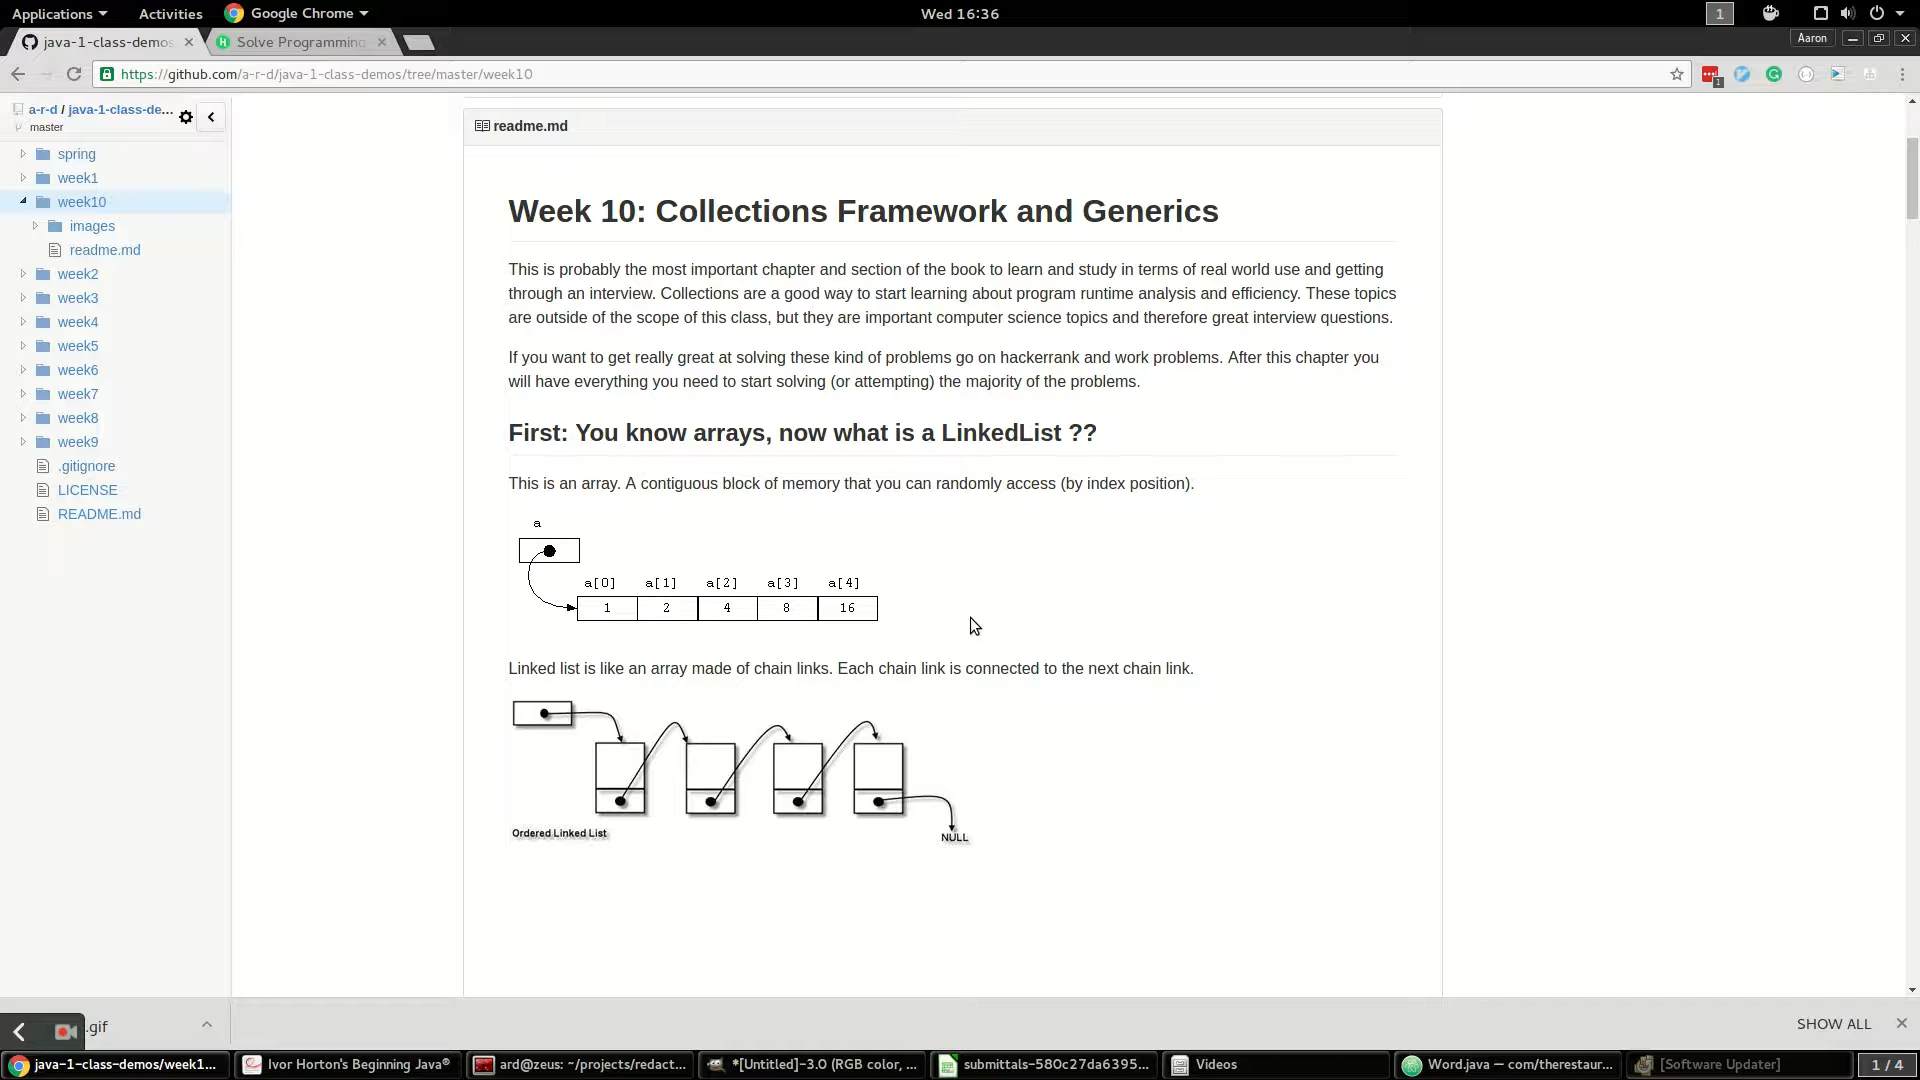 Applications Activities Google Chrome Wed 16:36 1
java-1-class-demos Solve Programming Aaron
https://github.com/a-r-d/java-1-class-demos/tree/master/week10 1
a-r-d / java-1-class-de...
master
spring
week1
week10
images
readme.md
week2
week3
week4
week5
week6
week7
week8
week9
.gitignore
LICENSE
README.md
readme.md
Week 10: Collections Framework and Generics
This is probably the most important chapter and section of the book to learn and study in terms of real world use and getting
through an interview. Collections are a good way to start learning about program runtime analysis and efficiency. These topics
are outside of the scope of this class, but they are important computer science topics and therefore great interview questions.
If you want to get really great at solving these kind of problems go on hackerrank and work problems. After this chapter you
will have everything you need to start solving (or attempting) the majority of the problems.
First: You know arrays, now what is a LinkedList ??
This is an array. A contiguous block of memory that you can randomly access (by index position).
a
a[0] a[1] a[2] a[3] a[4]
1 2 4 8 16
Linked list is like an array made of chain links. Each chain link is connected to the next chain link.
Ordered Linked List
NULL
.gif SHOW ALL
java-1-class-demos/week1... Ivor Horton's Beginning Java® ard@zeus: ~/projects/redact... *[Untitled]-3.0 (RGB color, ... submittals-580c27da6395... Videos Word.java — com/therestaur... [Software Updater] 1 / 4